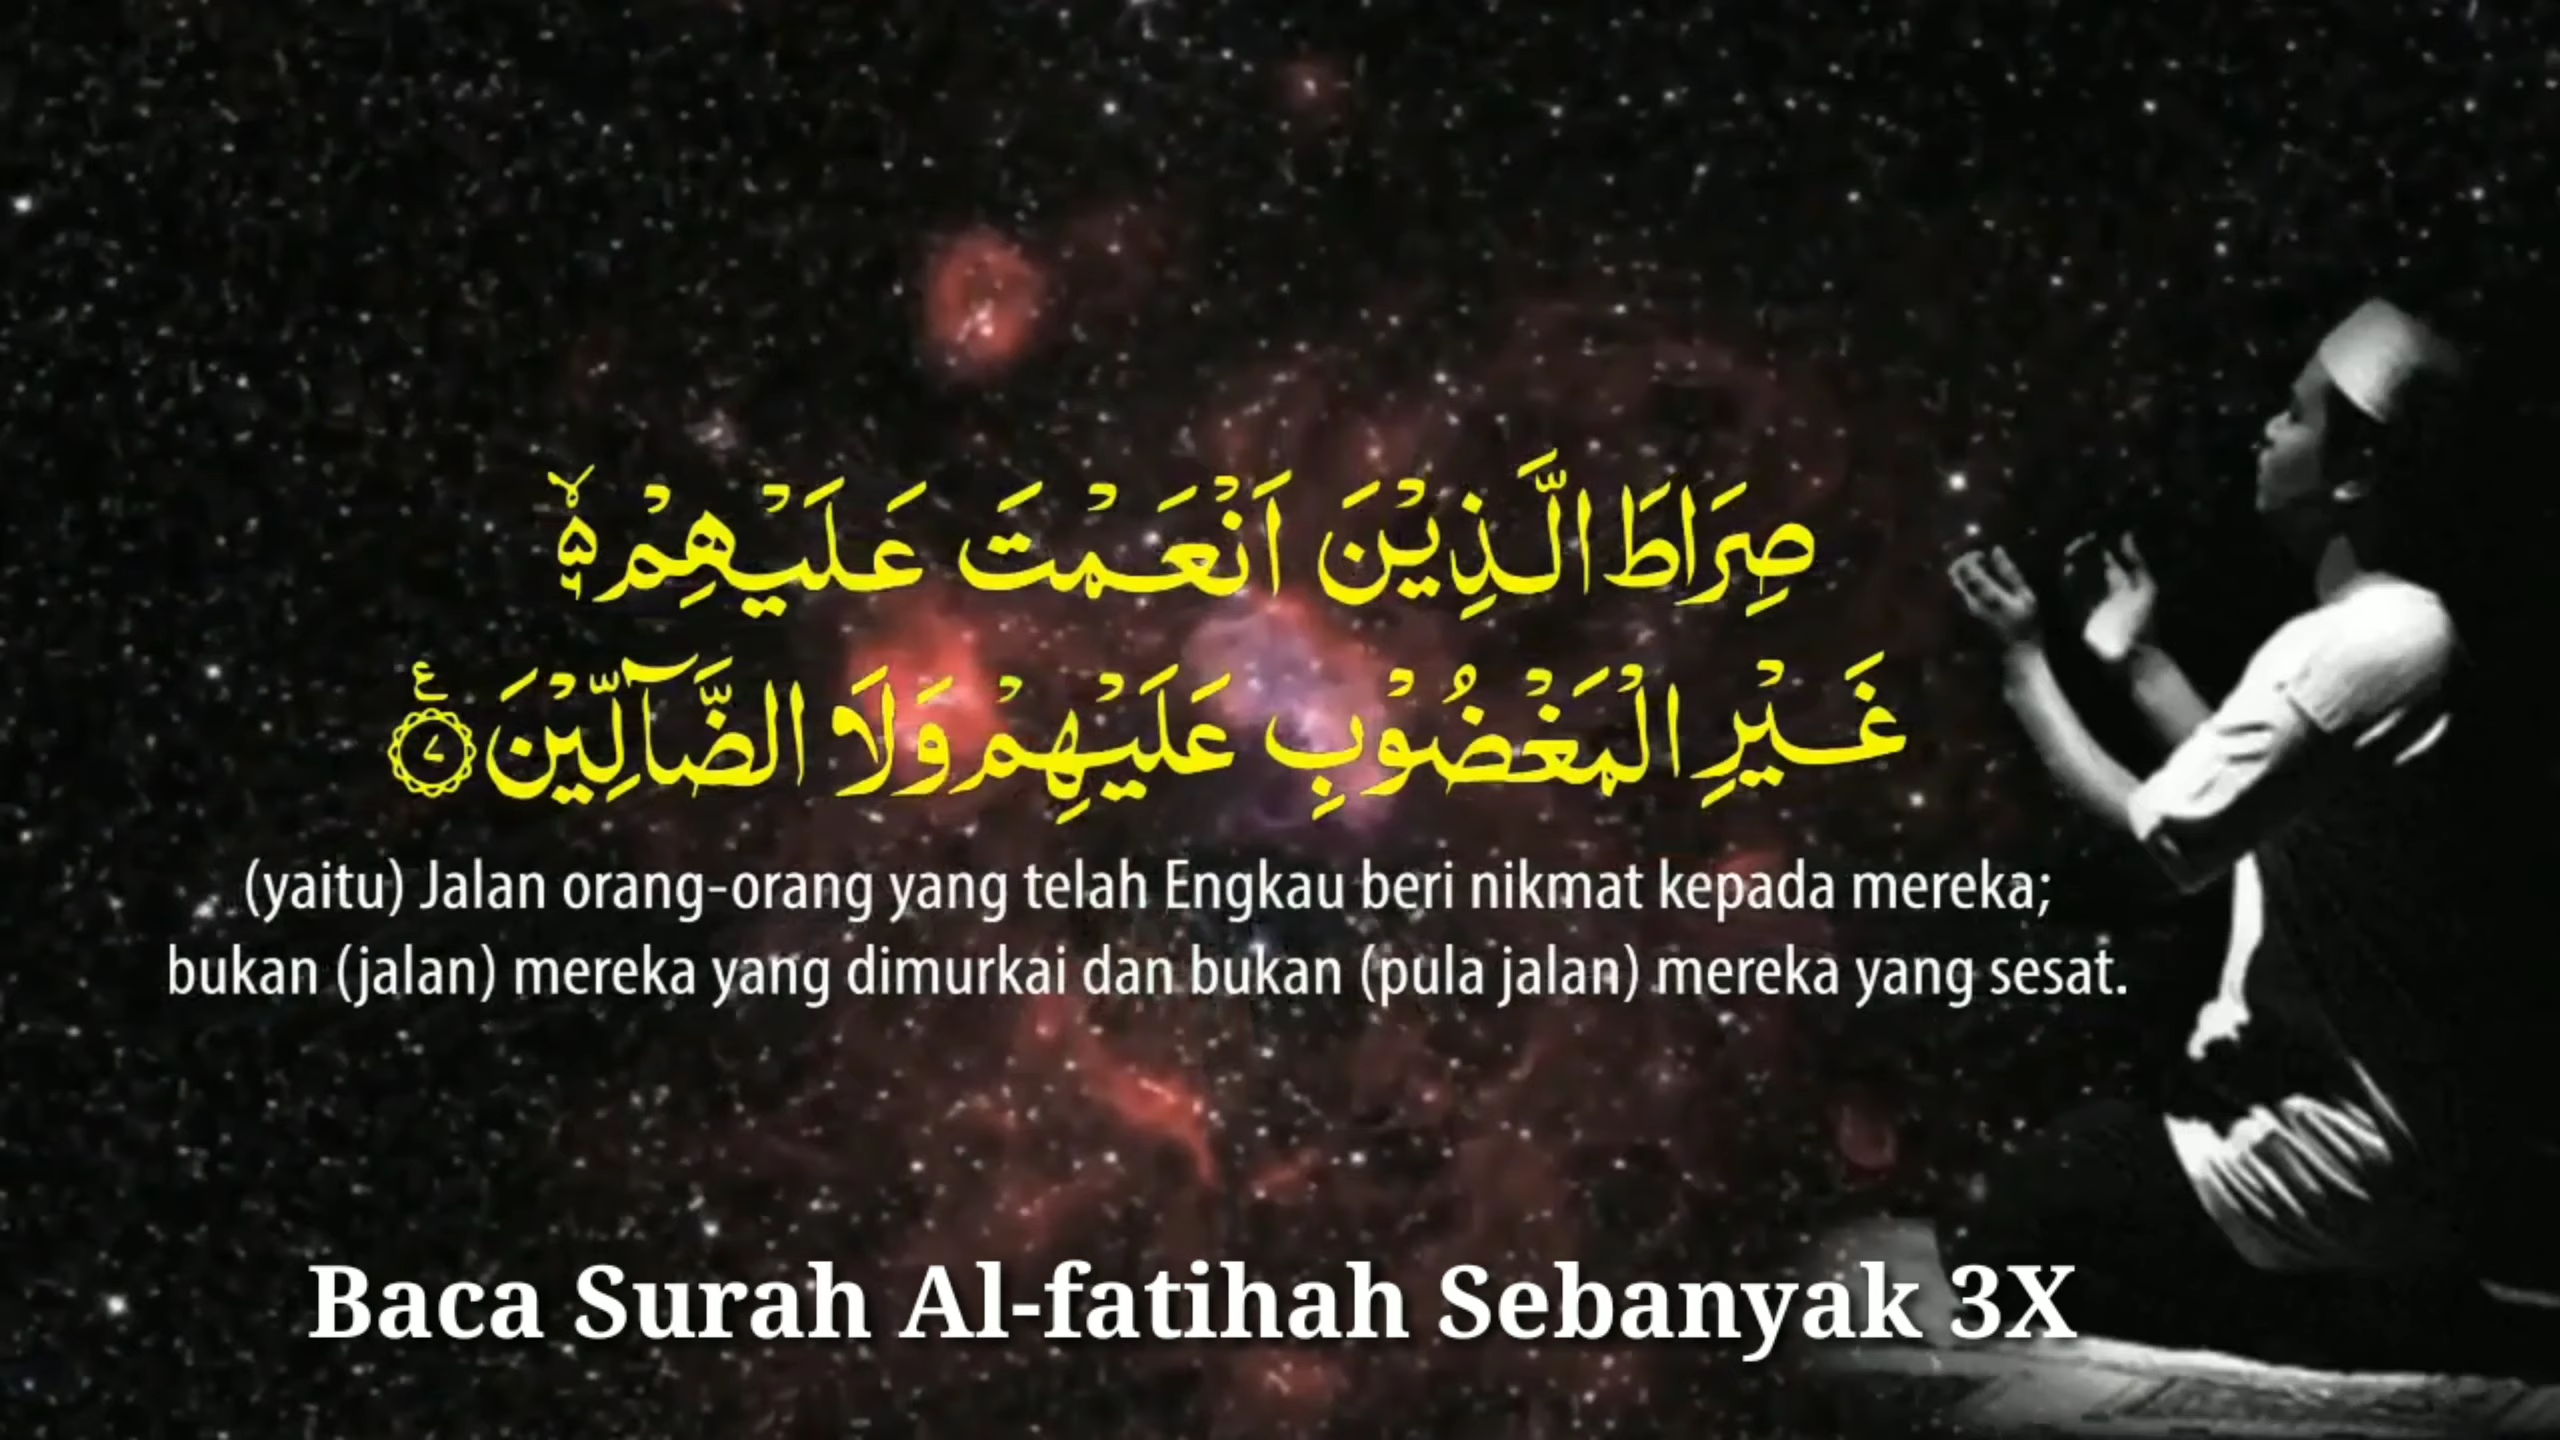 صِرَاطَ الَّذِيْنَ اَنْعَمْتَ عَلَيْهِمْ ەۙ
غَيْرِ الْمَغْضُوْبِ عَلَيْهِمْ وَلَا الضَّاۤلِّيْنَ ࣖ ٧
(yaitu) Jalan orang-orang yang telah Engkau beri nikmat kepada mereka;
bukan (jalan) mereka yang dimurkai dan bukan (pula jalan) mereka yang sesat.
Baca Surah Al-fatihah Sebanyak 3X